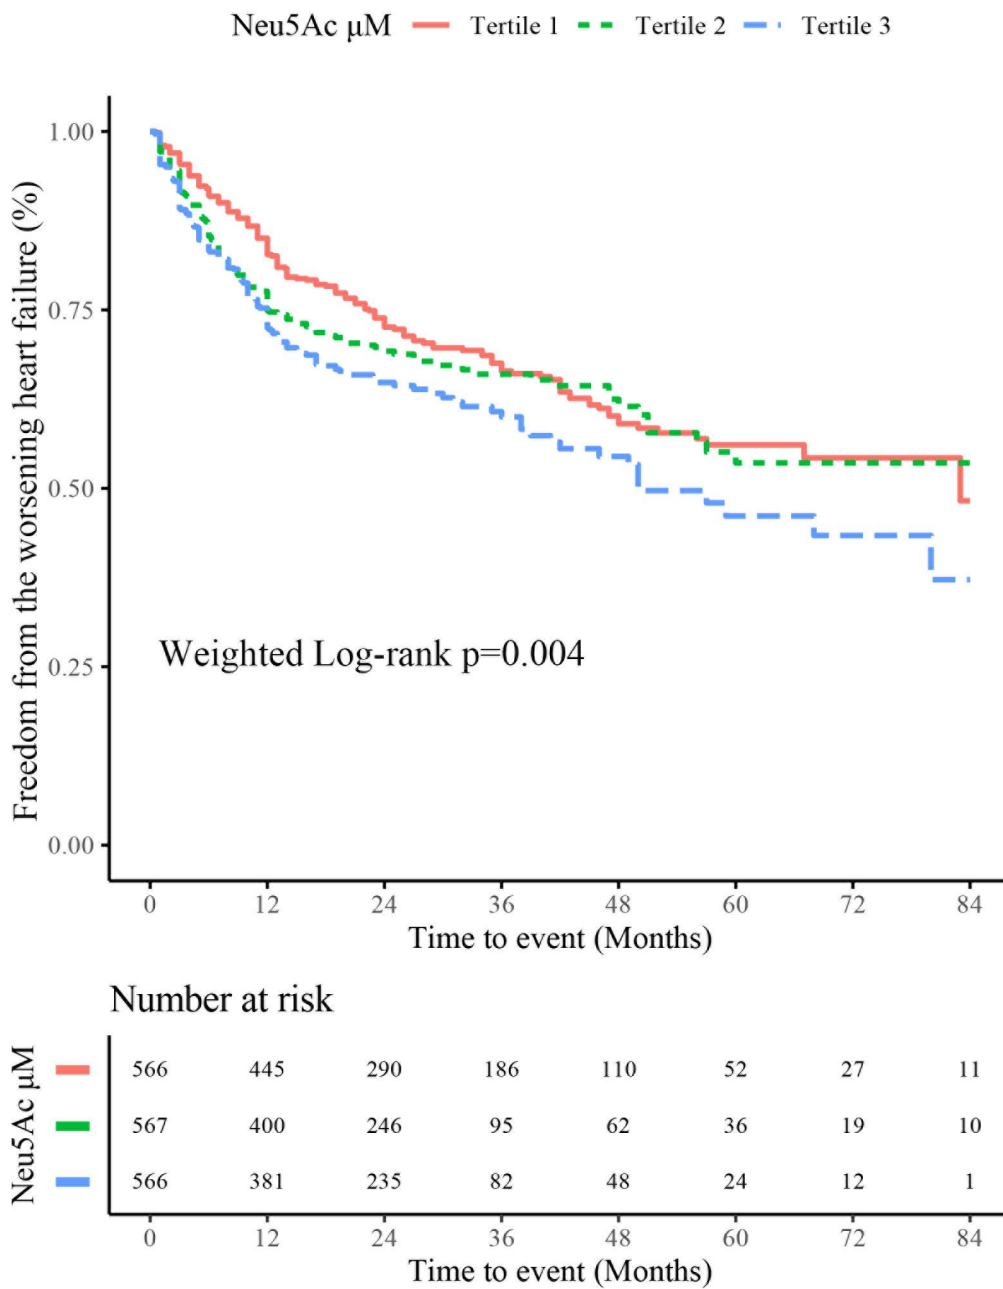 Neu5Ac μM Tertile 1 Tertile 2 Tertile 3
Freedom from the worsening heart failure (%)
1.00
0.75
0.50
0.25
0.00
Weighted Log-rank p=0.004
0 12 24 36 48 60 72 84
Time to event (Months)
Number at risk
Neu5Ac μM
566 445 290 186 110 52 27 11
567 400 246 95 62 36 19 10
566 381 235 82 48 24 12 1
0 12 24 36 48 60 72 84
Time to event (Months)